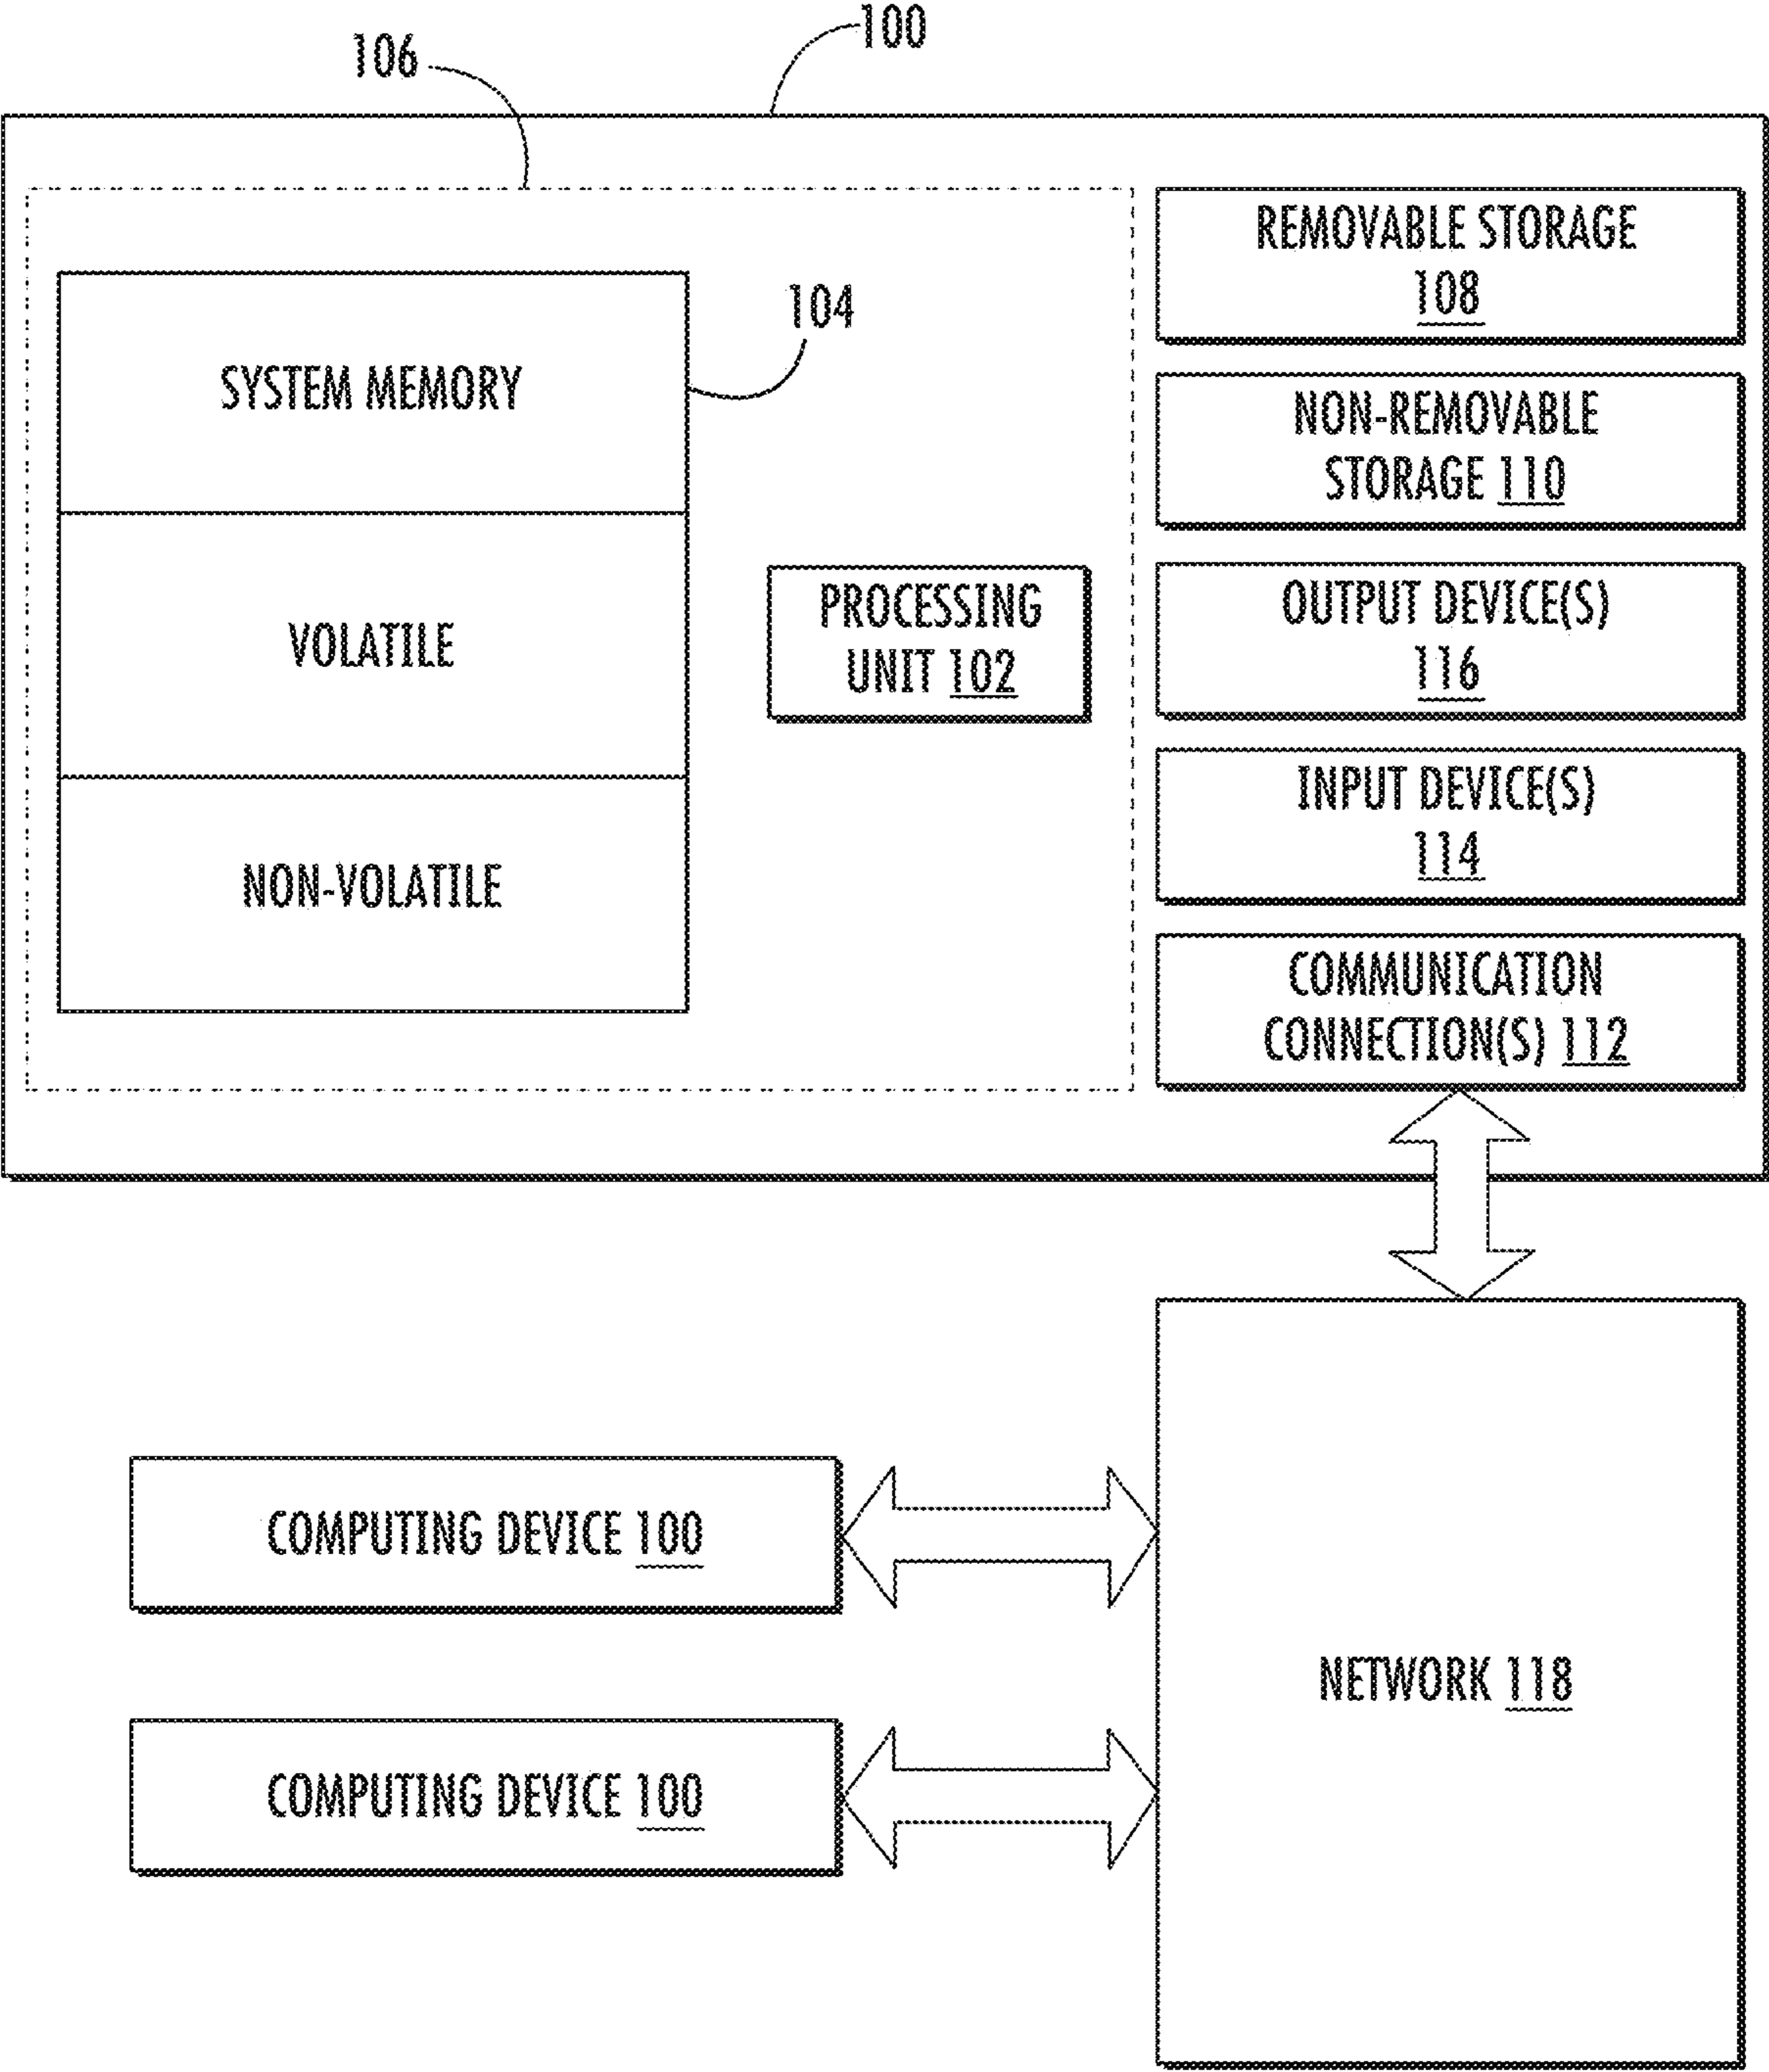 100
106
104
SYSTEM MEMORY
VOLATILE
NON-VOLATILE
PROCESSING
UNIT 102
REMOVABLE STORAGE
108
NON-REMOVABLE
STORAGE 110
OUTPUT DEVICE(S)
116
INPUT DEVICE(S)
114
COMMUNICATION
CONNECTION(S) 112
COMPUTING DEVICE 100
COMPUTING DEVICE 100
NETWORK 118